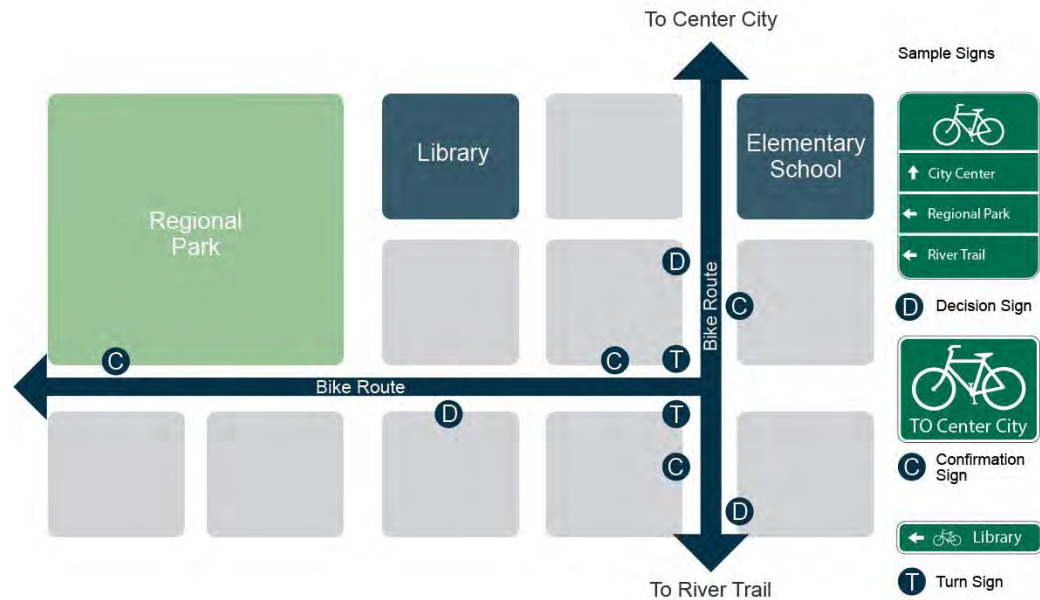 To Center City
Sample Signs
Library
Elementary
School
Regional
Park
City Center
Regional Park
River Trail
D
Bike Route
C
D Decision Sign
C
C
T
Bike Route
D
T
TO Center City
C
C Confirmation
Sign
D
Library
To River Trail
T Turn Sign